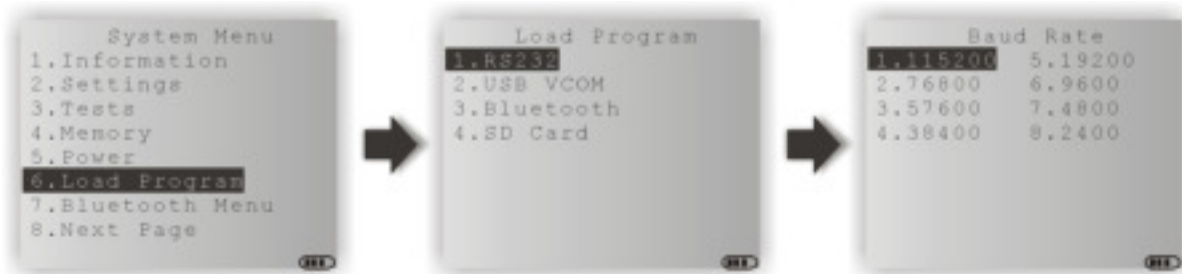 System Menu
1.Information
2.Settings
3.Tests
4.Memory
5.Power
6.Load Program
7.Bluetooth Menu
8.Next Page
Load Program
1.RS232
2.USB VCOM
3.Bluetooth
4.SD Card
Baud Rate
1.115200 5.19200
2.76800 6.9600
3.57600 7.4800
4.38400 8.2400